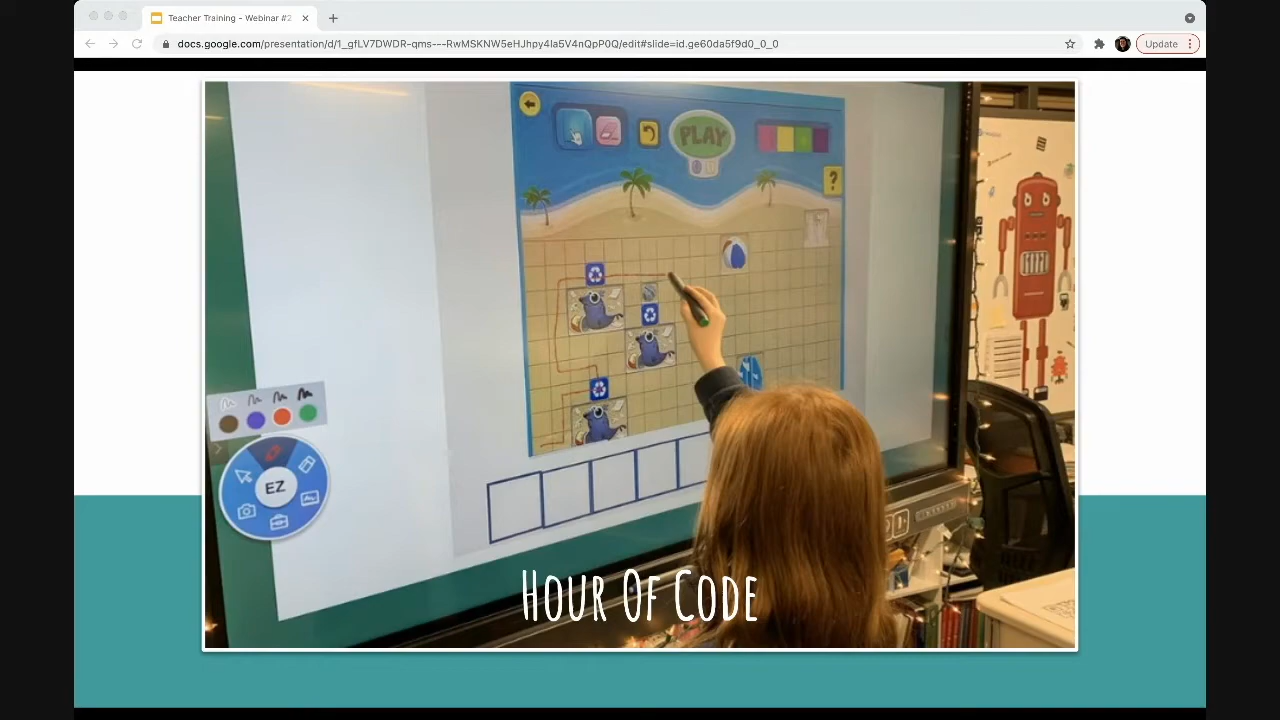 Teacher Training - Webinar #2
docs.google.com/presentation/d/1_gfLV7DWDR-qmo---RwMSKNW5eHJhpy4la5V4nQpP0Q/edit#slide=id.ge60da5f9d0_0_0
Update
PLAY
?
EZ
HOUR OF CODE